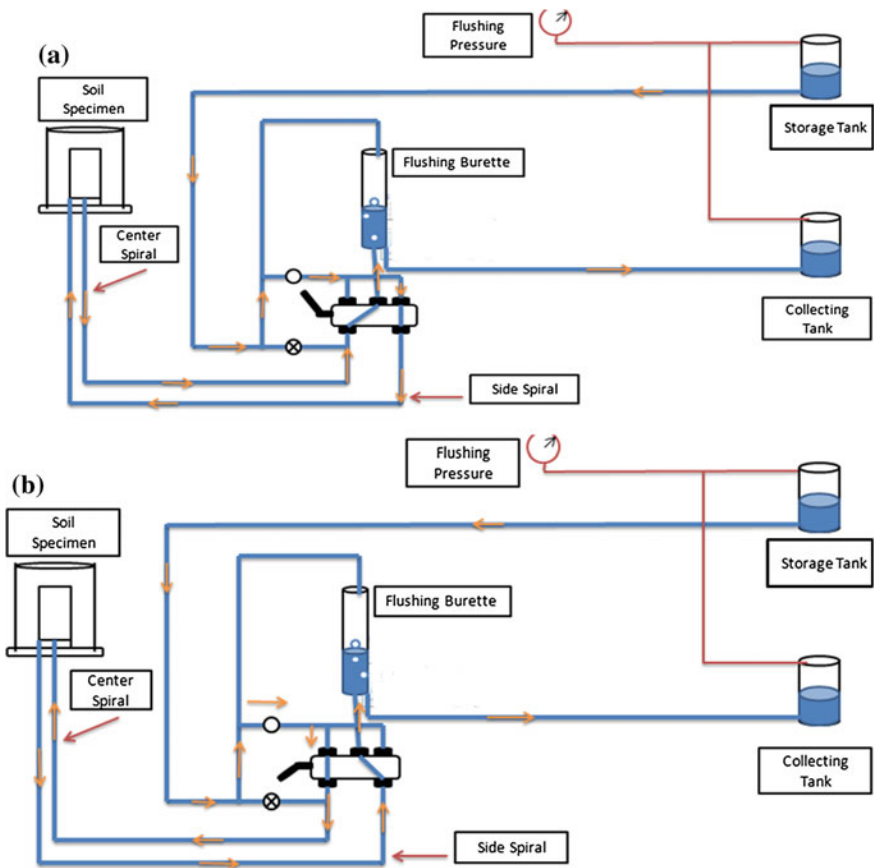 (a)
Flushing
Pressure
Soil
Specimen
Storage Tank
Flushing Burette
Center
Spiral
Collecting
Tank
Side Spiral
(b)
Flushing
Pressure
Soil
Specimen
Storage Tank
Flushing Burette
Center
Spiral
Collecting
Tank
Side Spiral